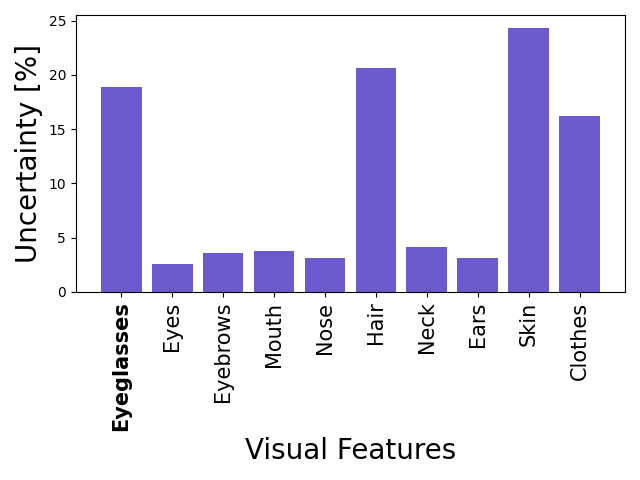 Uncertainty [%]
25
20
15
10
5
0
Eyeglasses
Eyes
Eyebrows
Mouth
Nose
Hair
Neck
Ears
Skin
Clothes
Visual Features